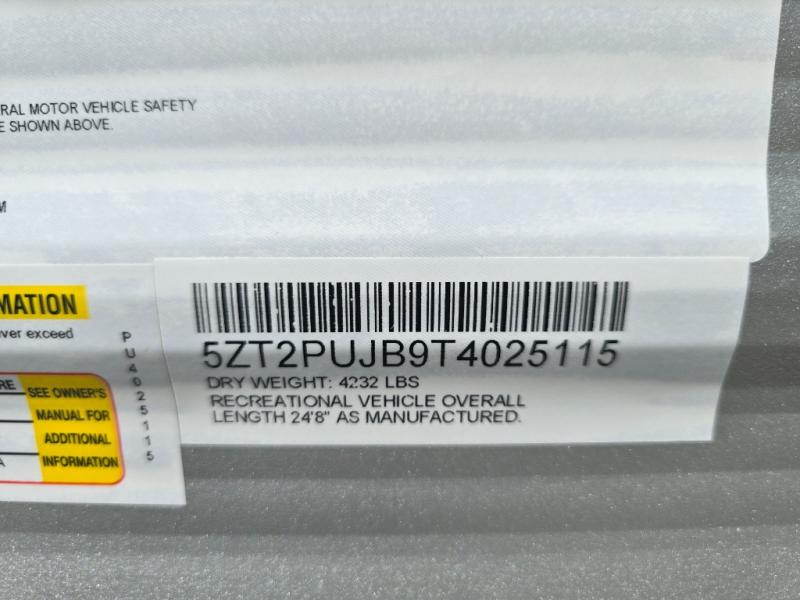 RAL MOTOR VEHICLE SAFETY
E SHOWN ABOVE.
M
MATION
ver exceed
PU4025115
RE
SEE OWNER'S
MANUAL FOR
ADDITIONAL
A
INFORMATION
5ZT2PUJB9T4025115
DRY WEIGHT: 4232 LBS
RECREATIONAL VEHICLE OVERALL
LENGTH 24'8" AS MANUFACTURED.